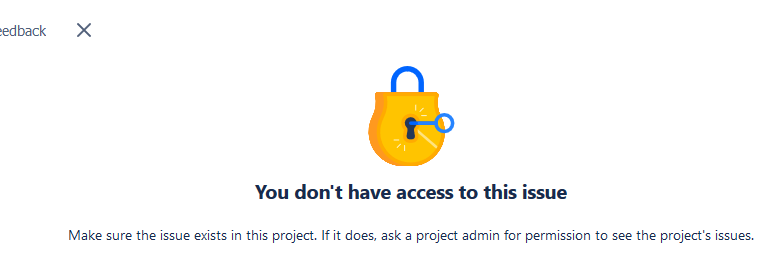 You don't have access to this issue
Make sure the issue exists in this project. If it does, ask a project admin for permission to see the project's issues.